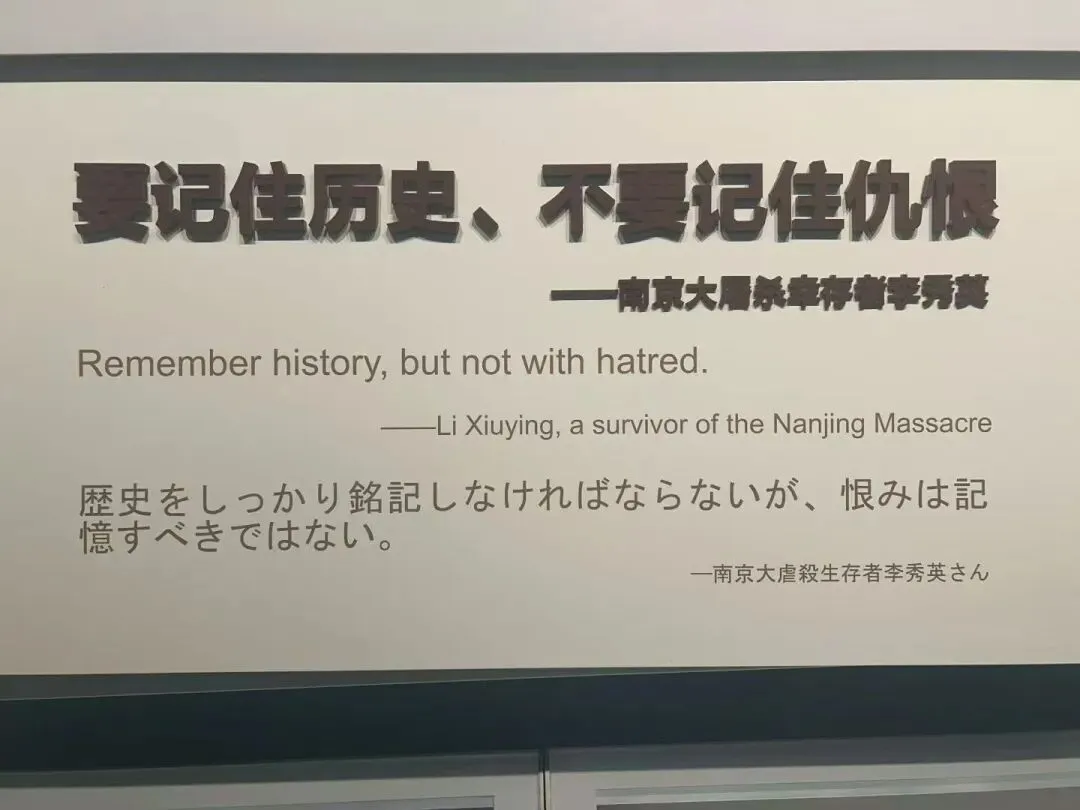 要记住历史、不要记住仇恨
——南京大屠杀幸存者李秀英
Remember history, but not with hatred.
——Li Xiuying, a survivor of the Nanjing Massacre
歴史をしっかり銘記しなければならないが、恨みは記
憶すべきではない。
—南京大虐殺生存者李秀英さん